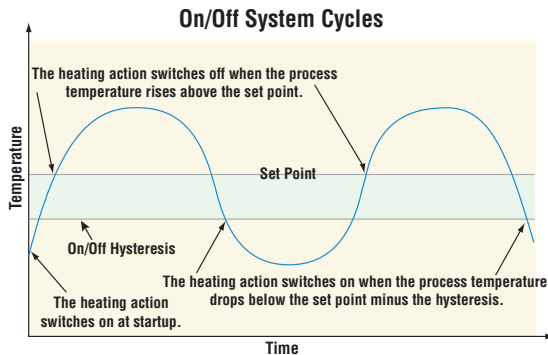 On/Off System Cycles
The heating action switches off when the process
temperature rises above the set point.
Temperature
Set Point
On/Off Hysteresis
The heating action switches on when the process temperature
drops below the set point minus the hysteresis.
The heating action
switches on at startup.
Time